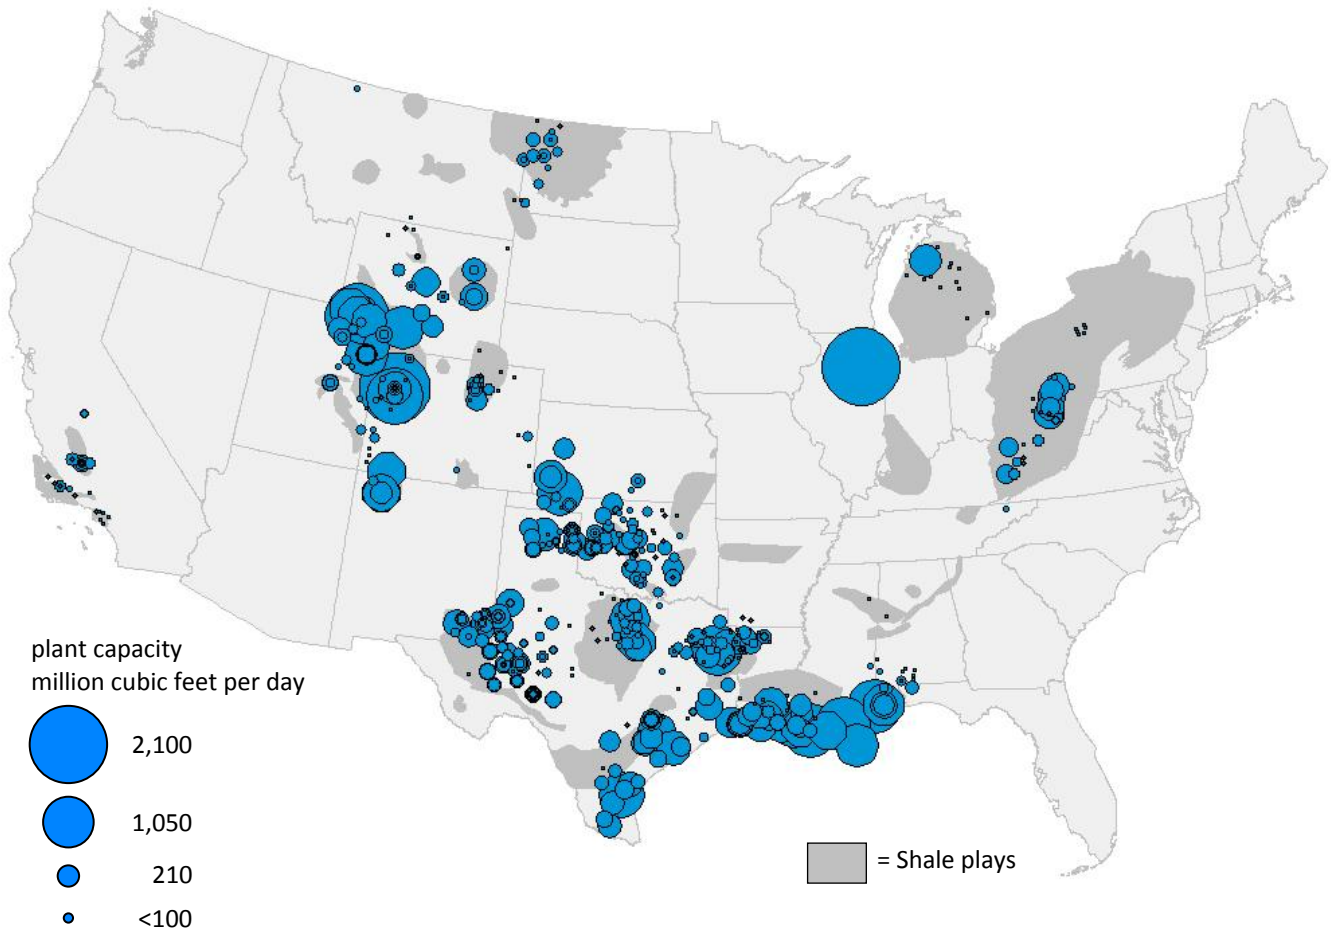 plant capacity
million cubic feet per day
2,100
1,050
210
<100
= Shale plays